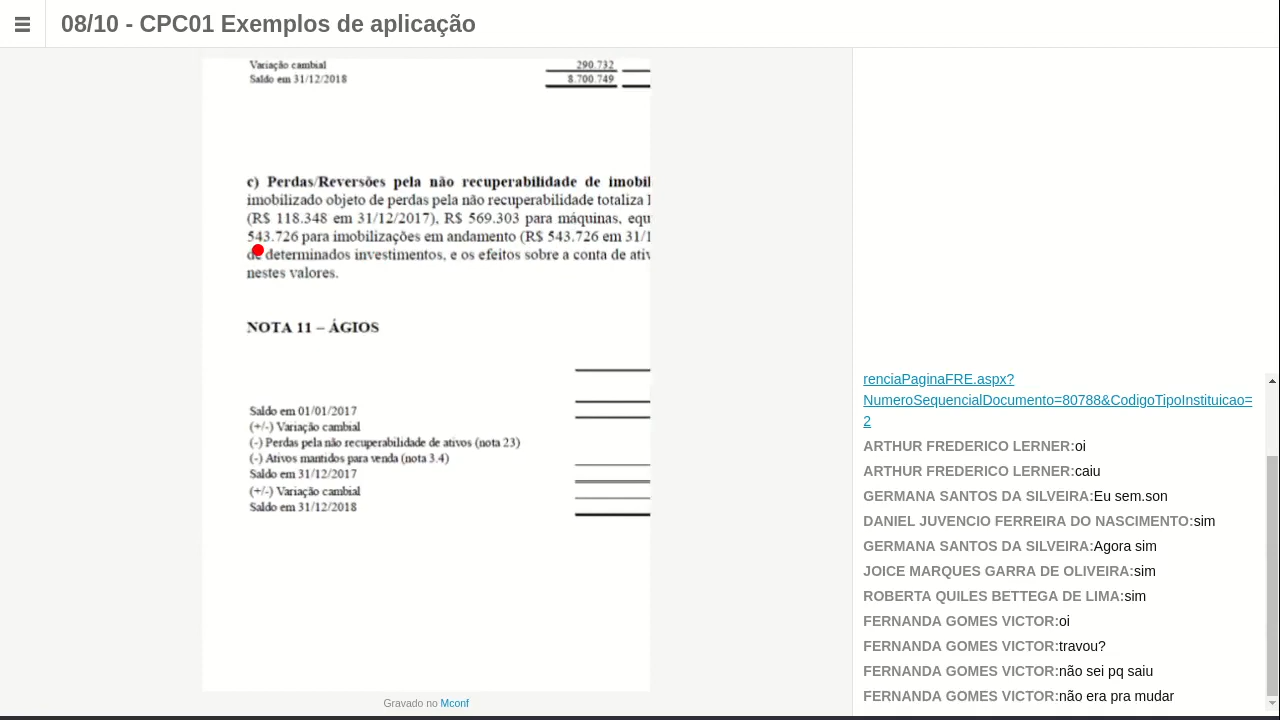 08/10 - CPC01 Exemplos de aplicação
Variação cambial 290.732
Saldo em 31/12/2018 8.700.749
c) Perdas/Reversões pela não recuperabilidade de imobil
imobilizado objeto de perdas pela não recuperabilidade totaliza
(R$ 118.348 em 31/12/2017), R$ 569.303 para máquinas, equ
543.726 para imobilizações em andamento (R$ 543.726 em 31/1
de determinados investimentos, e os efeitos sobre a conta de ativ
nestes valores.
NOTA 11 – ÁGIOS
Saldo em 01/01/2017
(+/-) Variação cambial
(-) Perdas pela não recuperabilidade de ativos (nota 23)
(-) Ativos mantidos para venda (nota 3.4)
Saldo em 31/12/2017
(+/-) Variação cambial
Saldo em 31/12/2018
Gravado no Mconf
renciaPaginaFRE.aspx?
NumeroSequencialDocumento=80788&CodigoTipoInstituicao=
2
ARTHUR FREDERICO LERNER:oi
ARTHUR FREDERICO LERNER:caiu
GERMANA SANTOS DA SILVEIRA:Eu sem.son
DANIEL JUVENCIO FERREIRA DO NASCIMENTO:sim
GERMANA SANTOS DA SILVEIRA:Agora sim
JOICE MARQUES GARRA DE OLIVEIRA:sim
ROBERTA QUILES BETTEGA DE LIMA:sim
FERNANDA GOMES VICTOR:oi
FERNANDA GOMES VICTOR:travou?
FERNANDA GOMES VICTOR:não sei pq saiu
FERNANDA GOMES VICTOR:não era pra mudar